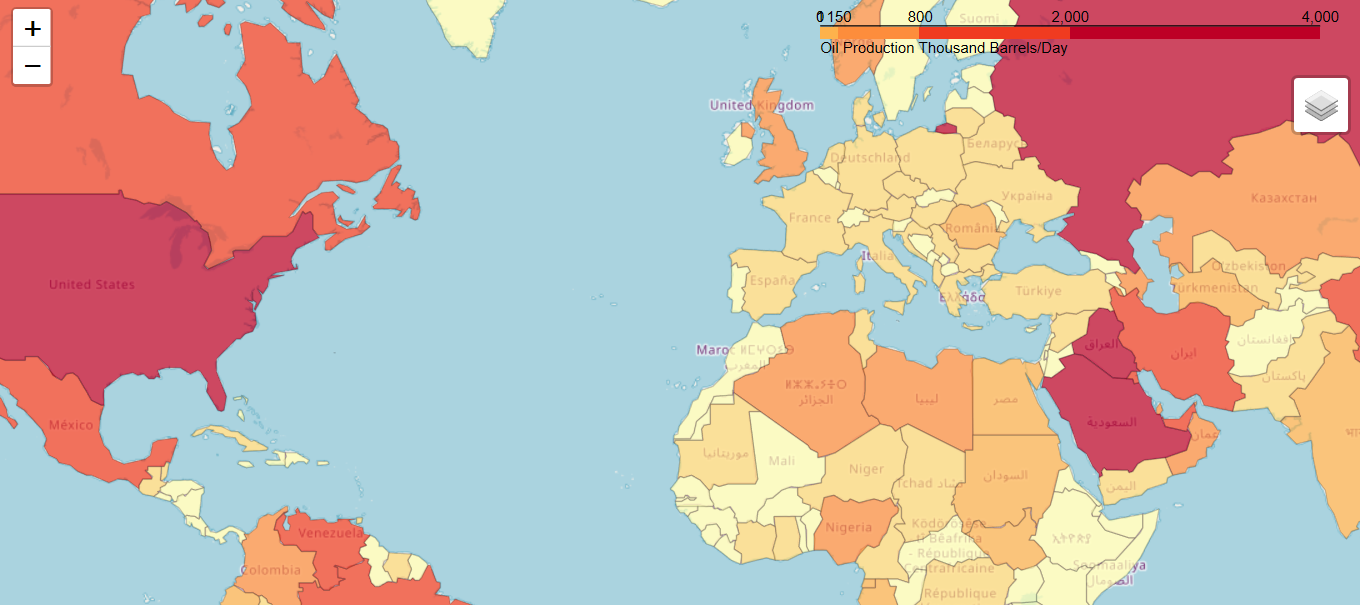 +
−
0 150 800 2,000 4,000
Oil Production Thousand Barrels/Day
Suomi
United Kingdom
Беларусь
Deutschland
Україна
Казахстан
France
România
Italia
O'zbekiston
España
Türkiye
Türkmenistan
Ελλάδα
United States
افغانستان
العراق
ایران
Maroc ⵍⵎⵖⵔⵉⴱ
المغرب
پاکستان
ⵍⵣⵣⴰⵢⴻⵔ
الجزائر
ليبيا
مصر
السعودية
México
عمان
موريتانيا
Mali
Niger
Tchad تشاد
السودان
اليمن
Nigeria
Venezuela
Ködörösêse
tî Bêafrîka
- République
Centrafricaine
Colombia
Soomaaliya
الصومال
République